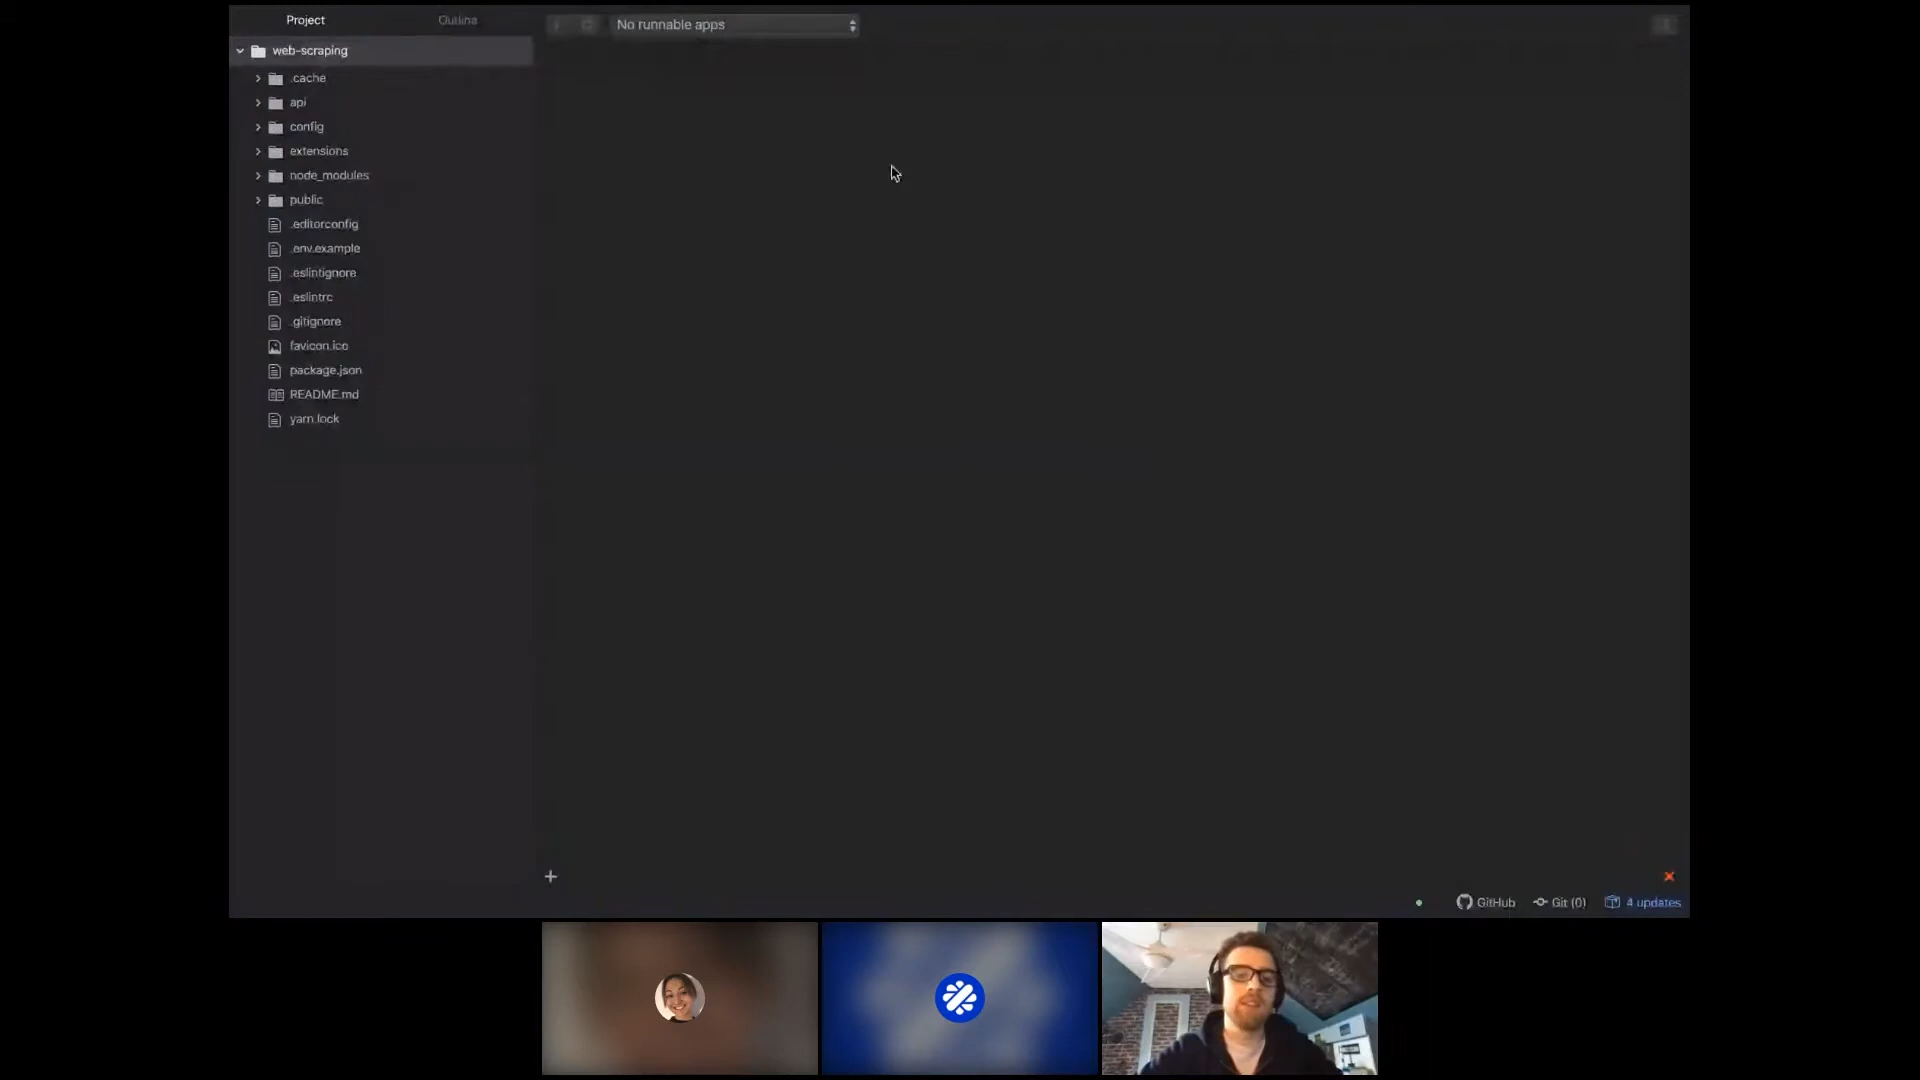 Project
Outline
No runnable apps
web-scraping
.cache
api
config
extensions
node_modules
public
.editorconfig
.env.example
.eslintignore
.eslintrc
.gitignore
favicon.ico
package.json
README.md
yarn.lock
GitHub
Git (0)
4 updates